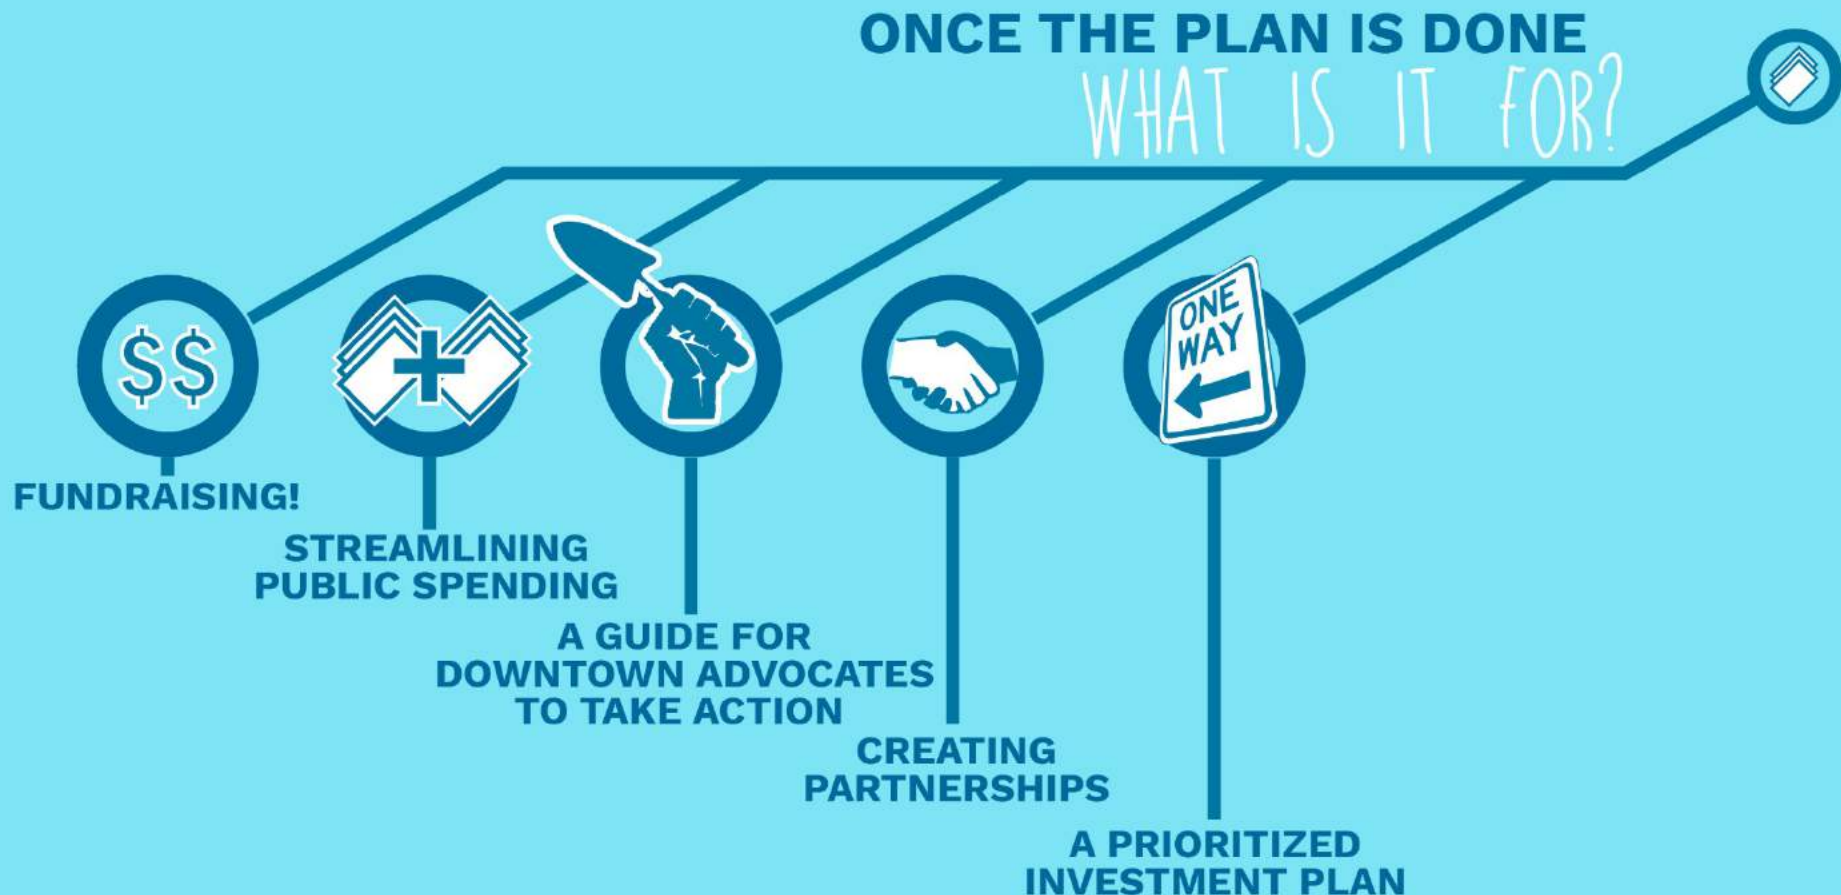 ONCE THE PLAN IS DONE
WHAT IS IT FOR?
$$
ONE
WAY
FUNDRAISING!
STREAMLINING
PUBLIC SPENDING
A GUIDE FOR
DOWNTOWN ADVOCATES
TO TAKE ACTION
CREATING
PARTNERSHIPS
A PRIORITIZED
INVESTMENT PLAN